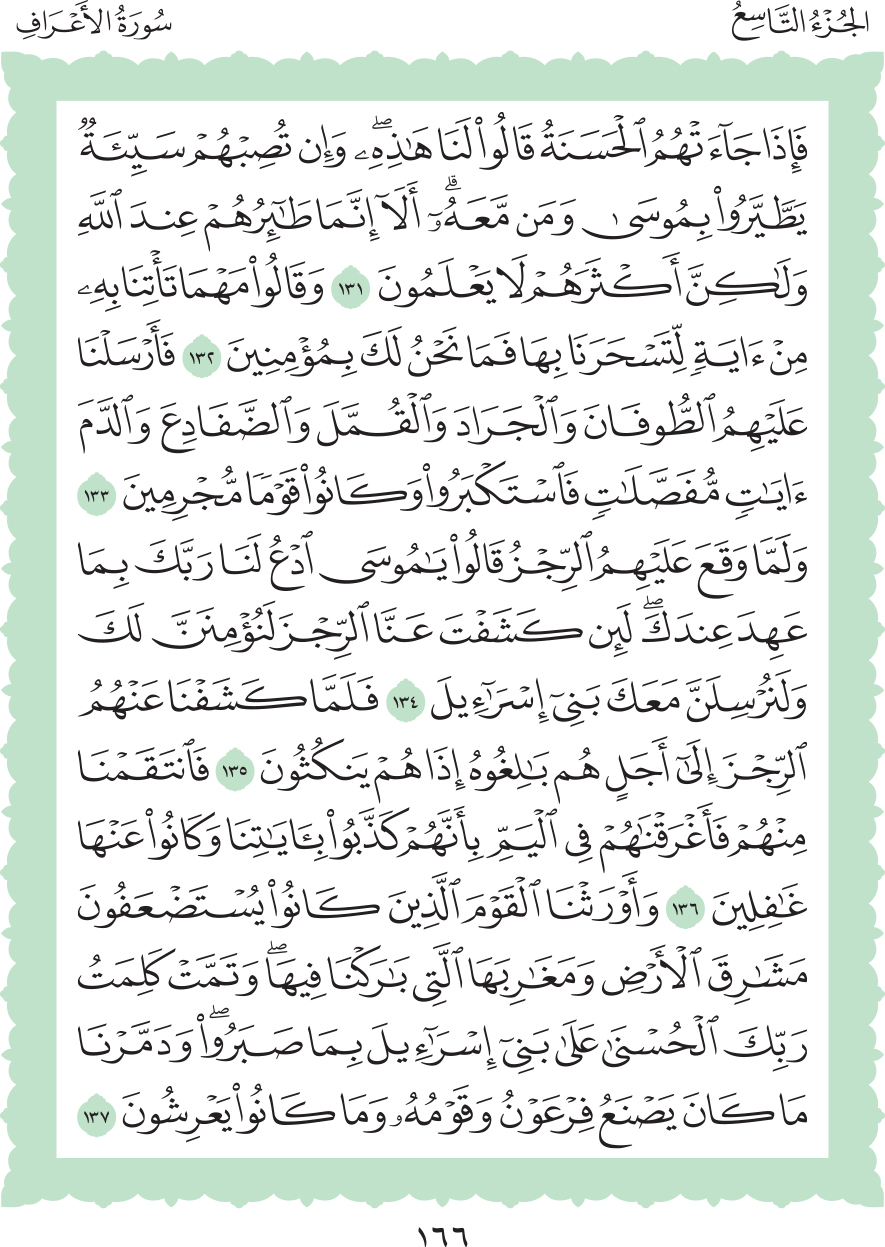 الجُزْءُ التَّاسِعُ
سُورَةُ الأَعْرَافِ
فَإِذَا جَآءَتْهُمُ ٱلْحَسَنَةُ قَالُوا۟ لَنَا هَٰذِهِۦۖ وَإِن تُصِبْهُمْ سَيِّئَةٌ
يَطَّيَّرُوا۟ بِمُوسَىٰ وَمَن مَّعَهُۥٓۗ أَلَآ إِنَّمَا طَٰٓئِرُهُمْ عِندَ ٱللَّهِ
وَلَٰكِنَّ أَكْثَرَهُمْ لَا يَعْلَمُونَ ١٣١ وَقَالُوا۟ مَهْمَا تَأْتِنَا بِهِۦ
مِنْ ءَايَةٍ لِّتَسْحَرَنَا بِهَا فَمَا نَحْنُ لَكَ بِمُؤْمِنِينَ ١٣٢ فَأَرْسَلْنَا
عَلَيْهِمُ ٱلطُّوفَانَ وَٱلْجَرَادَ وَٱلْقُمَّلَ وَٱلضَّفَادِعَ وَٱلدَّمَ
ءَايَٰتٍ مُّفَصَّلَٰتٍ فَٱسْتَكْبَرُوا۟ وَكَانُوا۟ قَوْمًا مُّجْرِمِينَ ١٣٣
وَلَمَّا وَقَعَ عَلَيْهِمُ ٱلرِّجْزُ قَالُوا۟ يَٰمُوسَى ٱدْعُ لَنَا رَبَّكَ بِمَا
عَهِدَ عِندَكَۖ لَئِن كَشَفْتَ عَنَّا ٱلرِّجْزَ لَنُؤْمِنَنَّ لَكَ
وَلَنُرْسِلَنَّ مَعَكَ بَنِىٓ إِسْرَٰٓءِيلَ ١٣٤ فَلَمَّا كَشَفْنَا عَنْهُمُ
ٱلرِّجْزَ إِلَىٰٓ أَجَلٍ هُم بَٰلِغُوهُ إِذَا هُمْ يَنكُثُونَ ١٣٥ فَٱنتَقَمْنَا
مِنْهُمْ فَأَغْرَقْنَٰهُمْ فِى ٱلْيَمِّ بِأَنَّهُمْ كَذَّبُوا۟ بِـَٔايَٰتِنَا وَكَانُوا۟ عَنْهَا
غَٰفِلِينَ ١٣٦ وَأَوْرَثْنَا ٱلْقَوْمَ ٱلَّذِينَ كَانُوا۟ يُسْتَضْعَفُونَ
مَشَٰرِقَ ٱلْأَرْضِ وَمَغَٰرِبَهَا ٱلَّتِى بَٰرَكْنَا فِيهَاۖ وَتَمَّتْ كَلِمَتُ
رَبِّكَ ٱلْحُسْنَىٰ عَلَىٰ بَنِىٓ إِسْرَٰٓءِيلَ بِمَا صَبَرُوا۟ۖ وَدَمَّرْنَا
مَا كَانَ يَصْنَعُ فِرْعَوْنُ وَقَوْمُهُۥ وَمَا كَانُوا۟ يَعْرِشُونَ ١٣٧
١٦٦